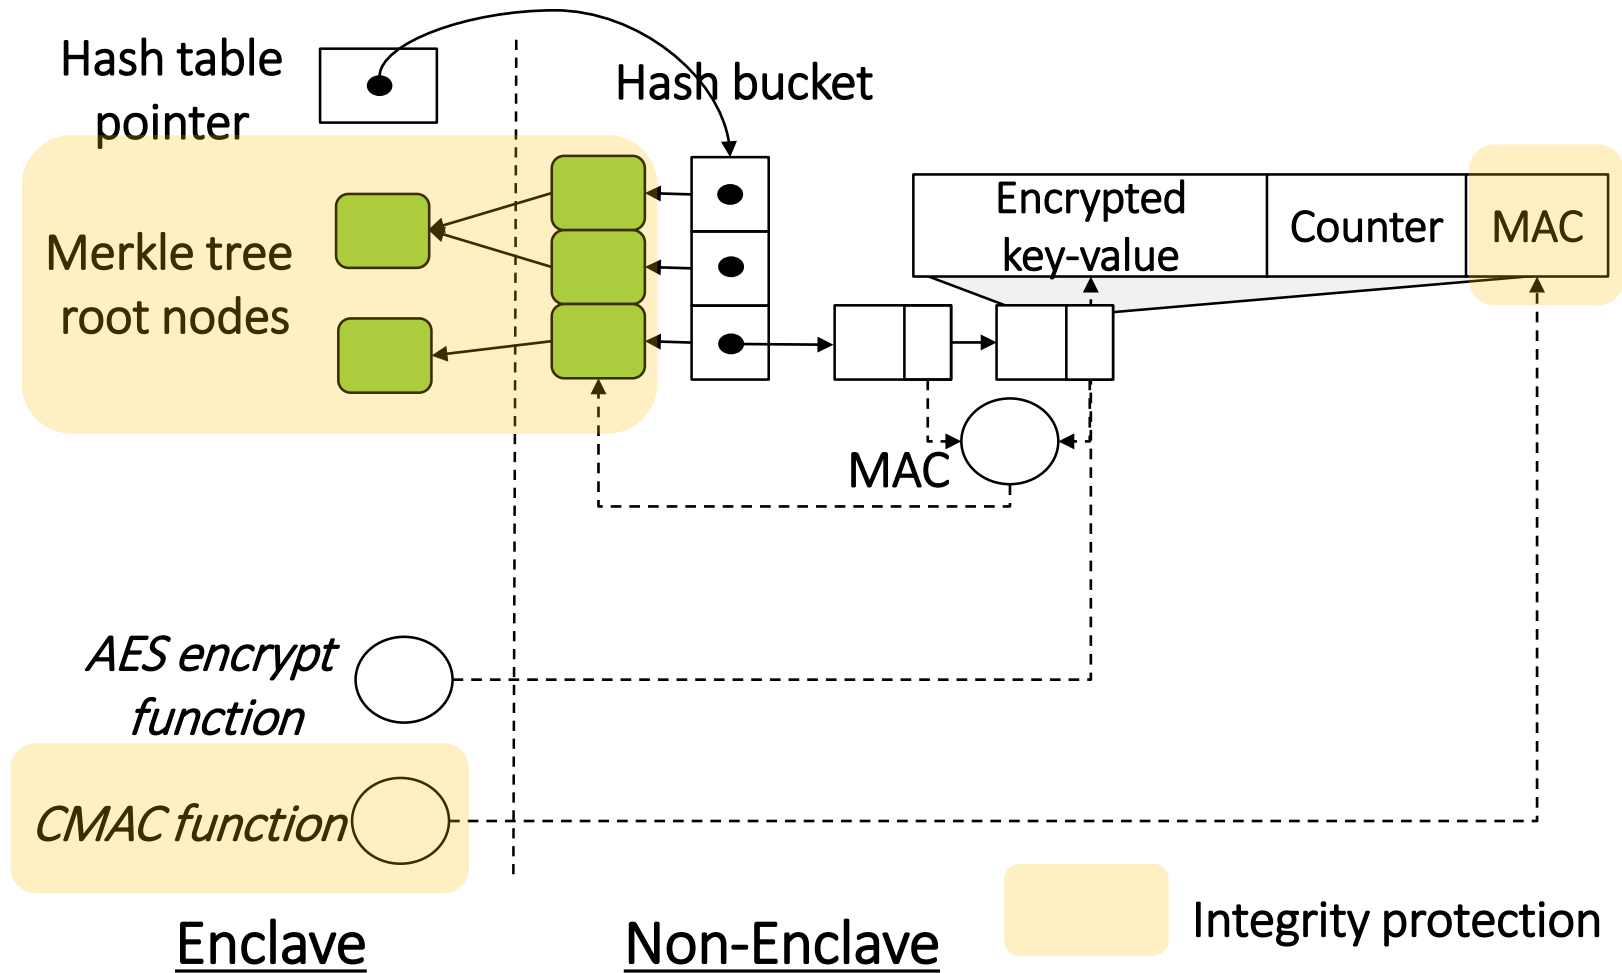 Hash table
pointer
Hash bucket
Merkle tree
root nodes
Encrypted
key-value
Counter
MAC
MAC
AES encrypt
function
CMAC function
Enclave
Non-Enclave
Integrity protection